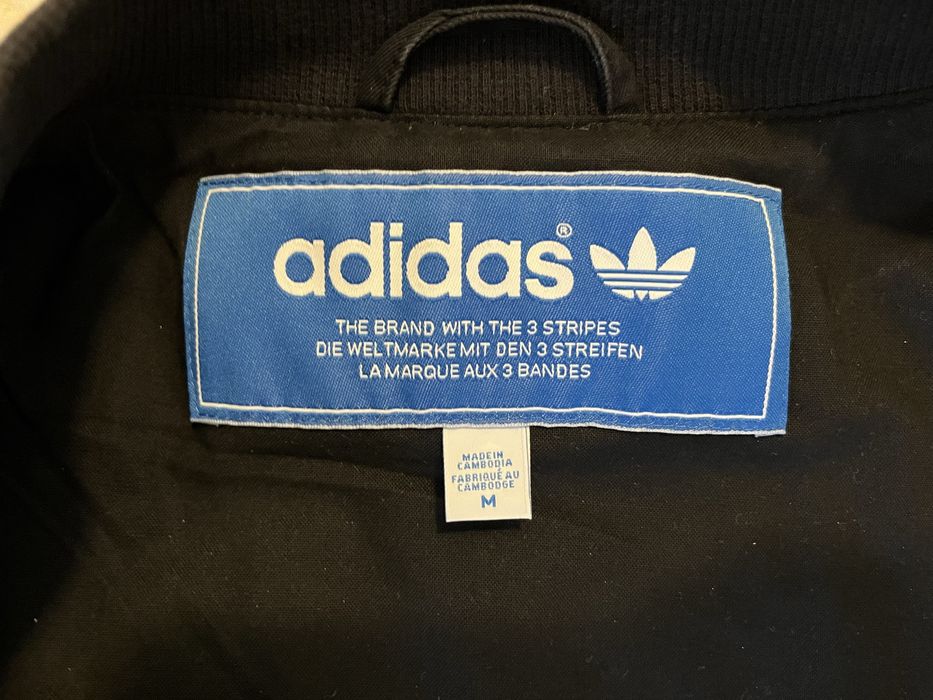 adidas®
THE BRAND WITH THE 3 STRIPES
DIE WELTMARKE MIT DEN 3 STREIFEN
LA MARQUE AUX 3 BANDES
MADE IN
CAMBODIA
FABRIQUÉ AU
CAMBODGE
M